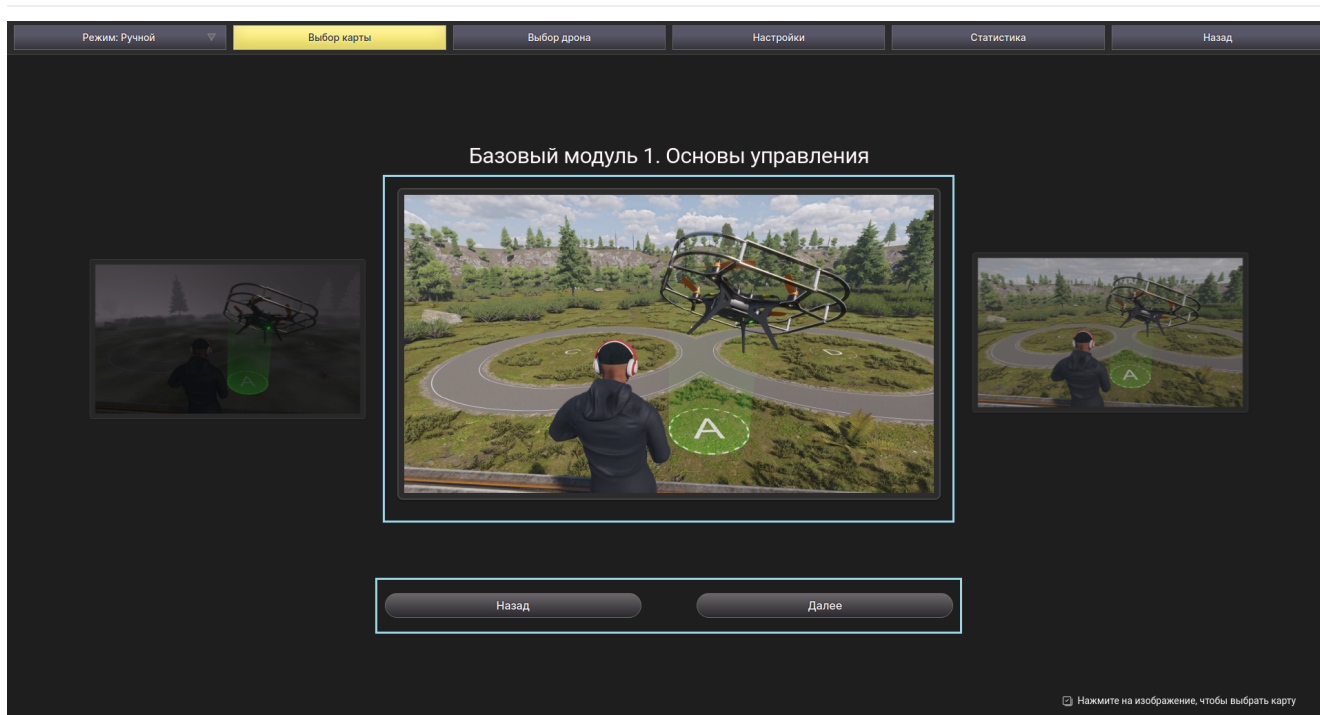 Режим: Ручной
Выбор карты
Выбор дрона
Настройки
Статистика
Назад
Базовый модуль 1. Основы управления
A
C
D
A
A
Назад
Далее
Нажмите на изображение, чтобы выбрать карту